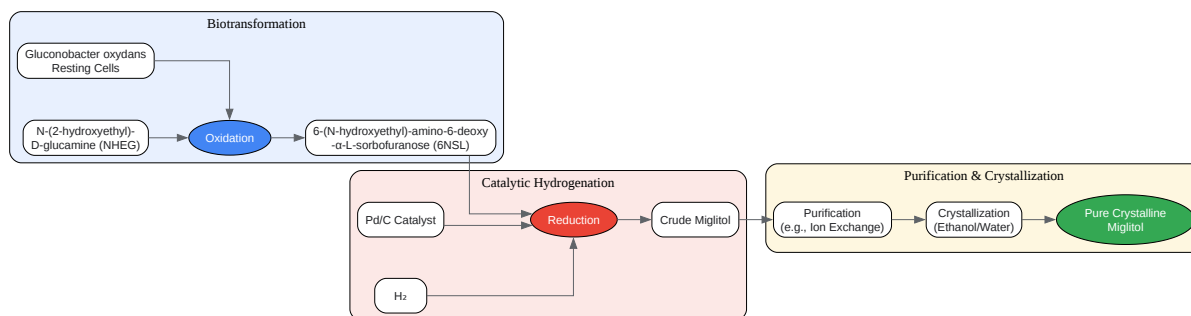 Biotransformation
Gluconobacter oxydans
Resting Cells
N-(2-hydroxyethyl)-
D-glucamine (NHEG)
Oxidation
6-(N-hydroxyethyl)-amino-6-deoxy
-α-L-sorbofuranose (6NSL)
Catalytic Hydrogenation
Pd/C Catalyst
Reduction
Crude Miglitol
H₂
Purification & Crystallization
Purification
(e.g., Ion Exchange)
Crystallization
(Ethanol/Water)
Pure Crystalline
Miglitol